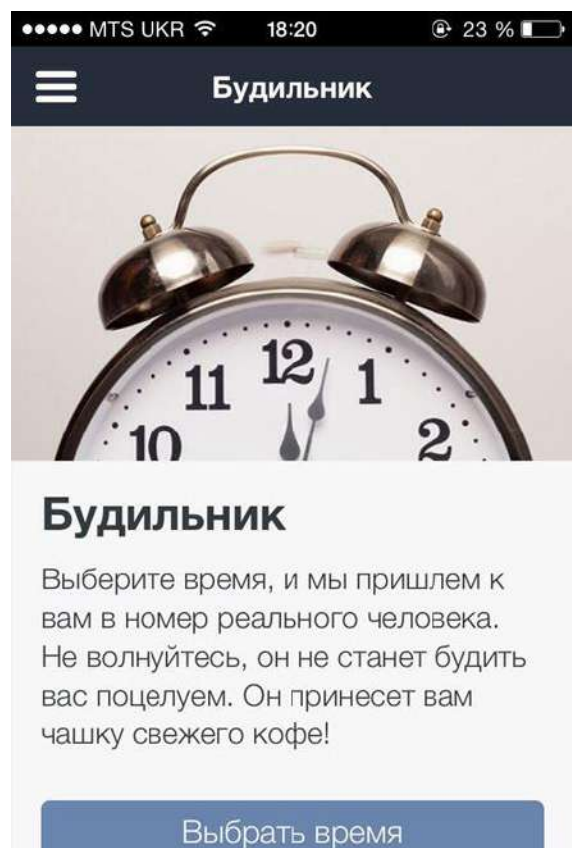 MTS UKR 18:20 23 %
Будильник
12
11 1
10 2
Будильник
Выберите время, и мы пришлем к
вам в номер реального человека.
Не волнуйтесь, он не станет будить
вас поцелуем. Он принесет вам
чашку свежего кофе!
Выбрать время